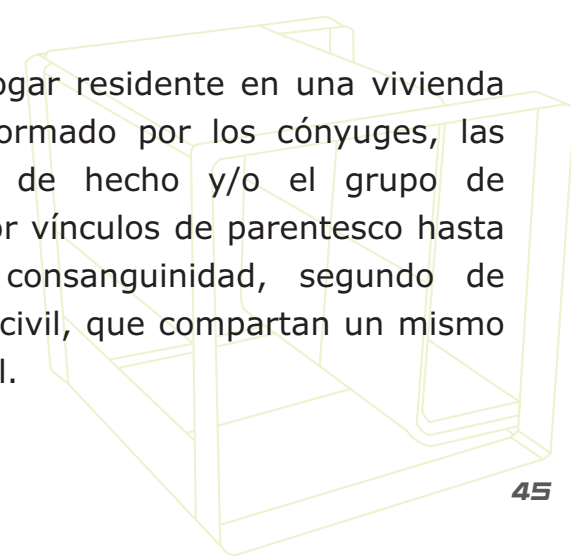 ogar residente en una vivienda
ormado por los cónyuges, las
de hecho y/o el grupo de
or vínculos de parentesco hasta
consanguinidad, segundo de
civil, que compartan un mismo
l.
45